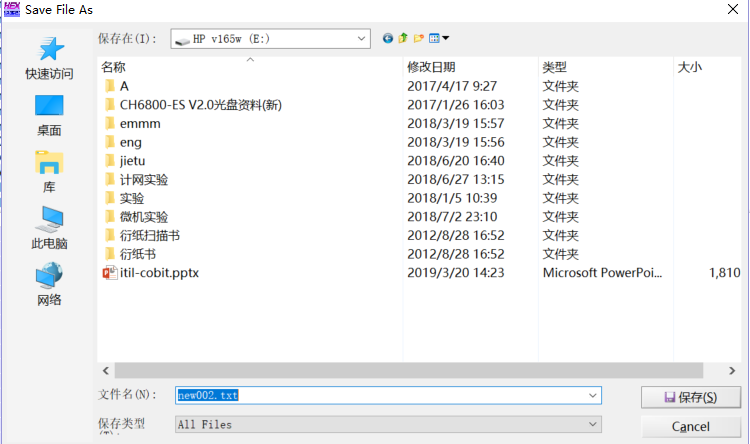 HEX
Save File As
保存在(I):
HP v165w (E:)
快速访问
桌面
库
此电脑
网络
名称 修改日期 类型 大小
A 2017/4/17 9:27 文件夹
CH6800-ES V2.0光盘资料(新) 2017/1/26 16:03 文件夹
emmm 2018/3/19 15:57 文件夹
eng 2018/3/19 15:56 文件夹
jietu 2018/6/20 16:40 文件夹
计网实验 2018/6/27 13:15 文件夹
实验 2018/1/5 10:39 文件夹
微机实验 2018/7/2 23:10 文件夹
衍纸扫描书 2012/8/28 16:52 文件夹
衍纸书 2012/8/28 16:52 文件夹
itil-cobit.pptx 2019/3/20 14:23 Microsoft PowerPoi... 1,810
文件名(N): new002.txt 保存(S)
保存类型 All Files Cancel